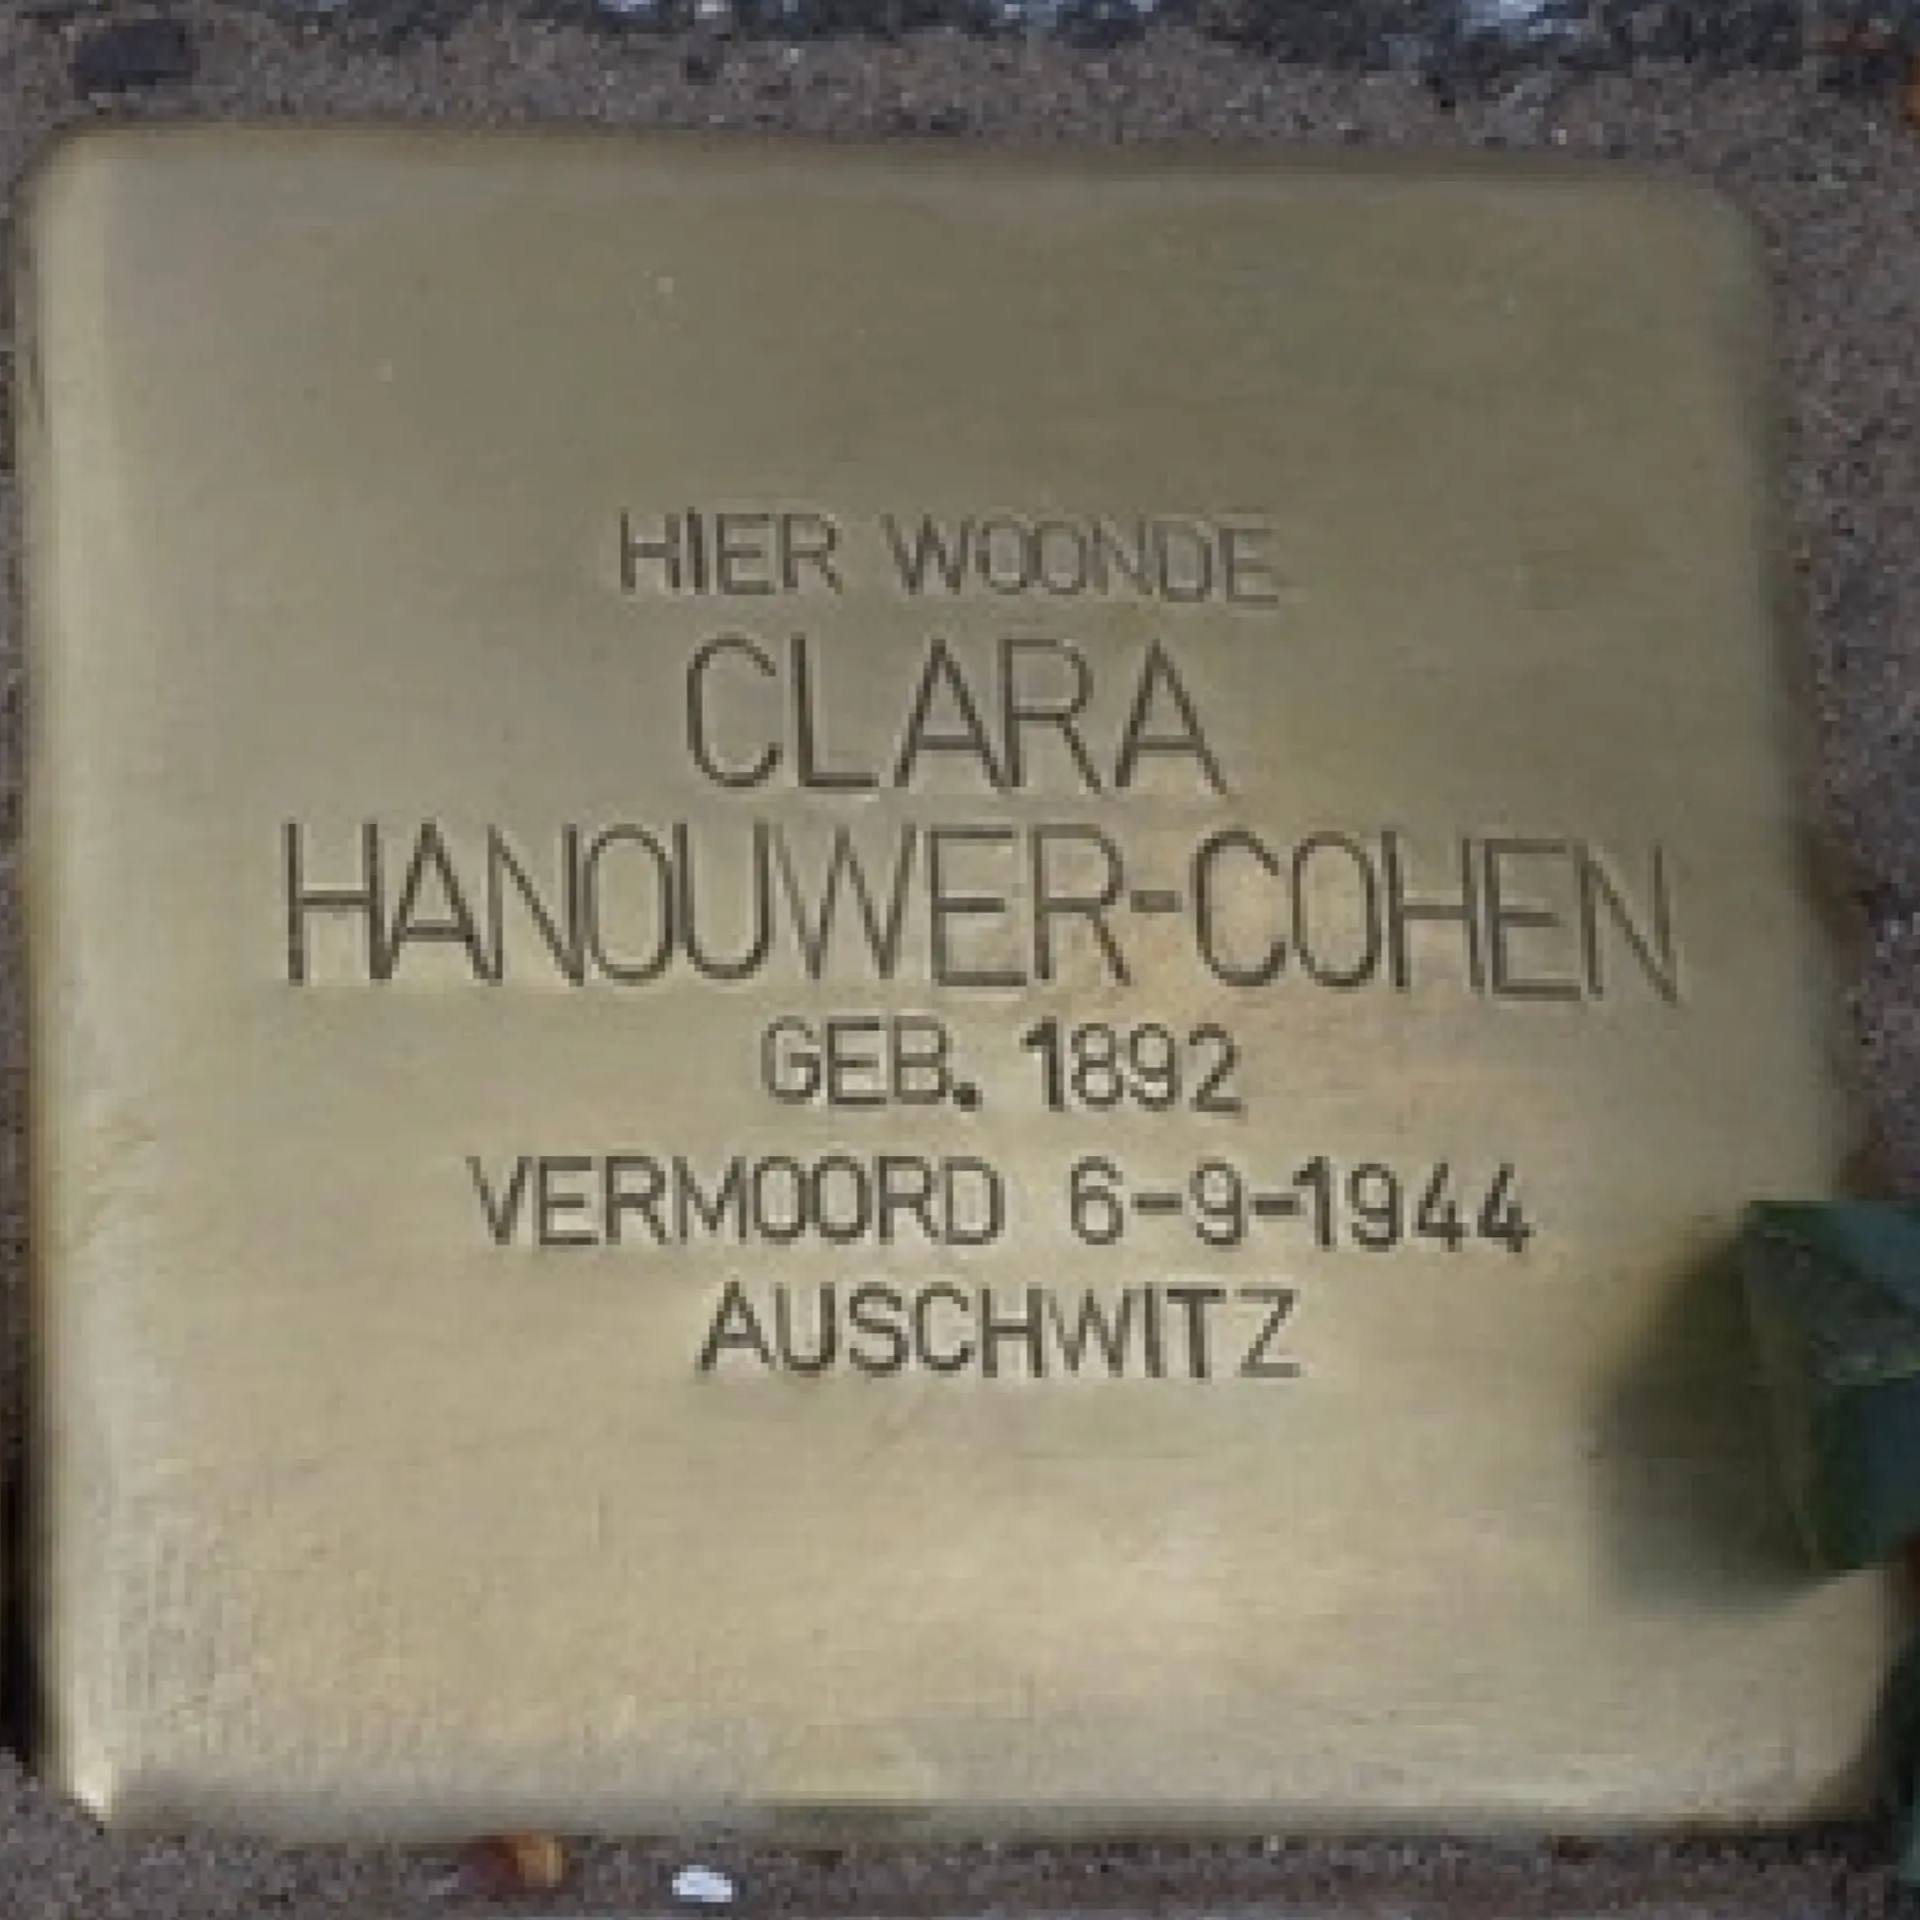 HIER WOONDE
CLARA
HANOUWER-COHEN
GEB. 1892
VERMOORD 6-9-1944
AUSCHWITZ